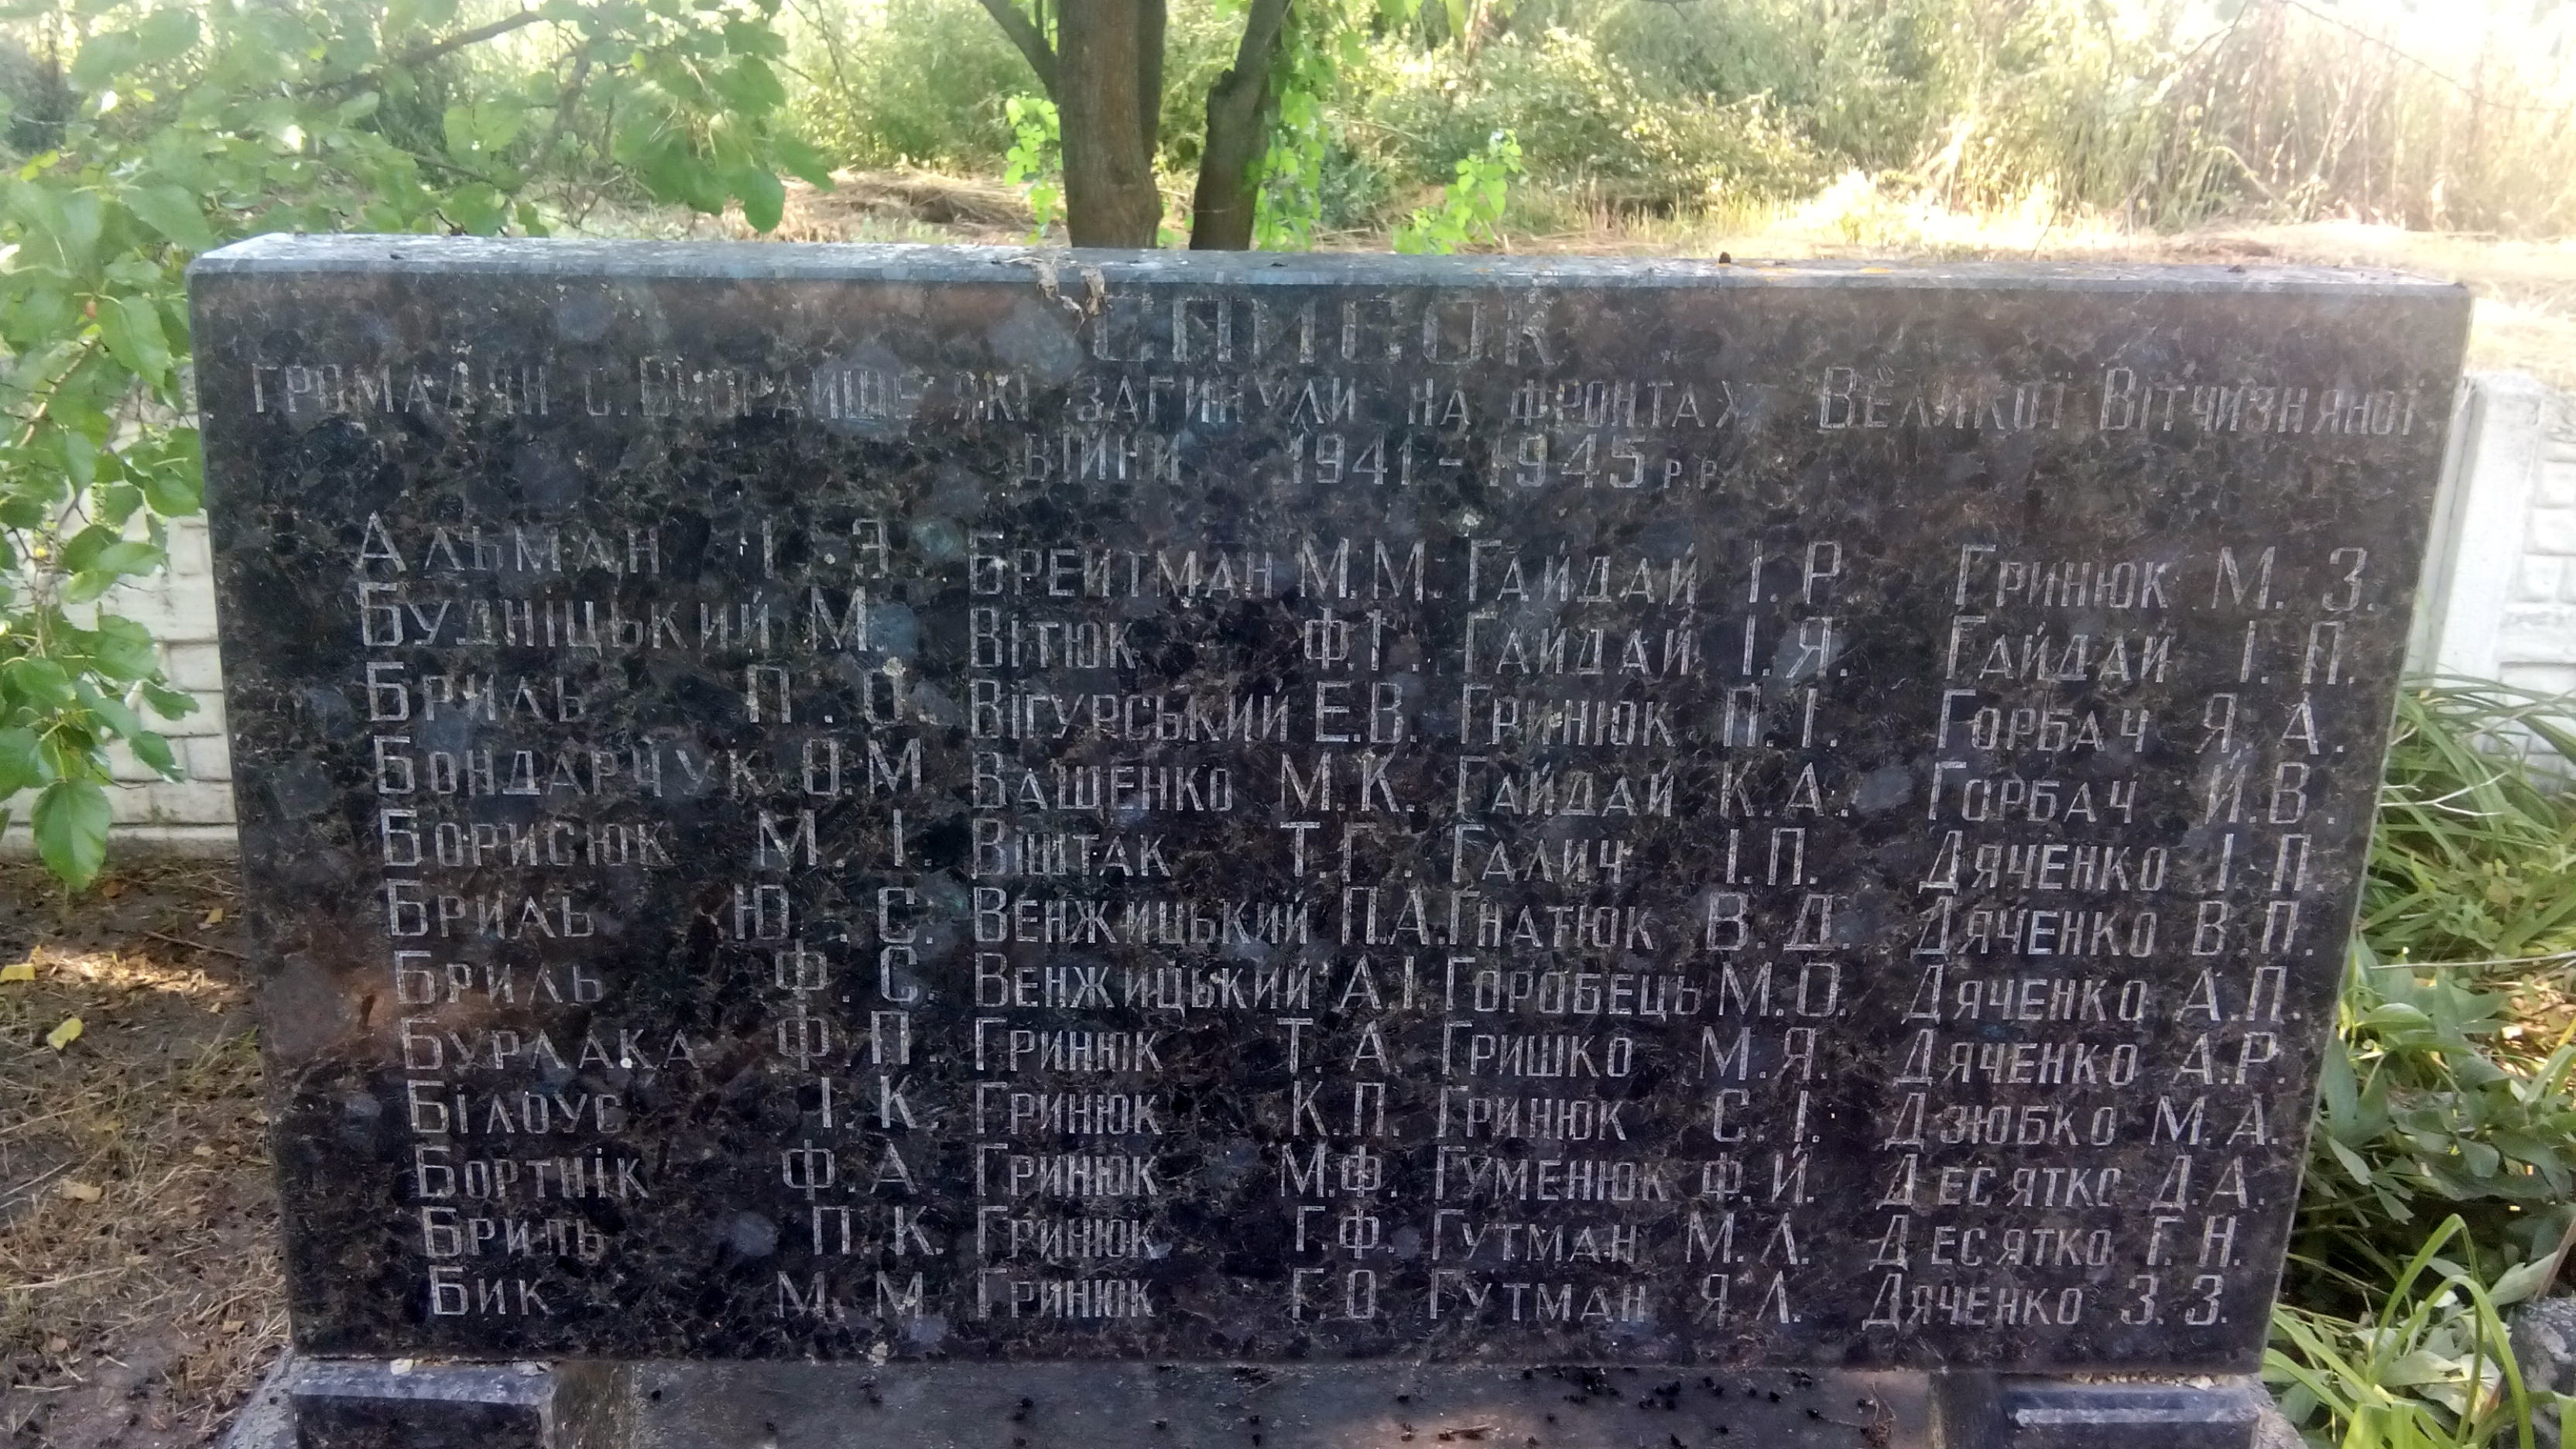 СПИСОК
ГРОМАДЯН С. ВЧОРАЙШЕ ЯКІ ЗАГИНУЛИ НА ФРОНТАХ ВЕЛИКОЇ ВІТЧИЗНЯНОЇ
ВІЙНИ 1941-1945 Р Р
АЛЬМАН І. З БРЕЙТМАН М.М. ГАЙДАЙ І. Р ГРИНЮК М. З.
БУДНІЦЬКИЙ М. ВІТЮК Ф.І. ГАЙДАЙ І.Я. ГАЙДАЙ І.П.
БРИЛЬ П.О. ВІГУРСЬКИЙ Е.В. ГРИНЮК П.І. ГОРБАЧ Я.А.
БОНДАРЧУК О.М ВАЩЕНКО М.К. ГАЙДАЙ К.А. ГОРБАЧ Й.В.
БОРИСЮК М.І. ВІШТАК Т.Г. ГАЛИЧ І.П. ДЯЧЕНКО І П.
БРИЛЬ Ю.С. ВЕНЖИЦЬКИЙ П.А. ГНАТЮК В.Д. ДЯЧЕНКО В.П.
БРИЛЬ Ф.С. ВЕНЖИЦЬКИЙ А І ГОРОБЕЦЬ М.О. ДЯЧЕНКО А.П
БУРЛАКА Ф.П. ГРИНЮК Т.А ГРИШКО М.Я. ДЯЧЕНКО А.Р.
БІЛОУС І.К. ГРИНЮК К.П. ГРИНЮК С.І. ДЗЮБКО М.А.
БОРТНІК Ф.А. ГРИНЮК М.Ф. ГУМЕНЮК Ф.Й. ДЕСЯТКО Д.А.
БРИЛЬ П.К. ГРИНЮК Г.Ф. ГУТМАН М.Л. ДЕСЯТКО Г.Н.
БИК М.М ГРИНЮК Г.О ГУТМАН Я.Л. ДЯЧЕНКО З.З.